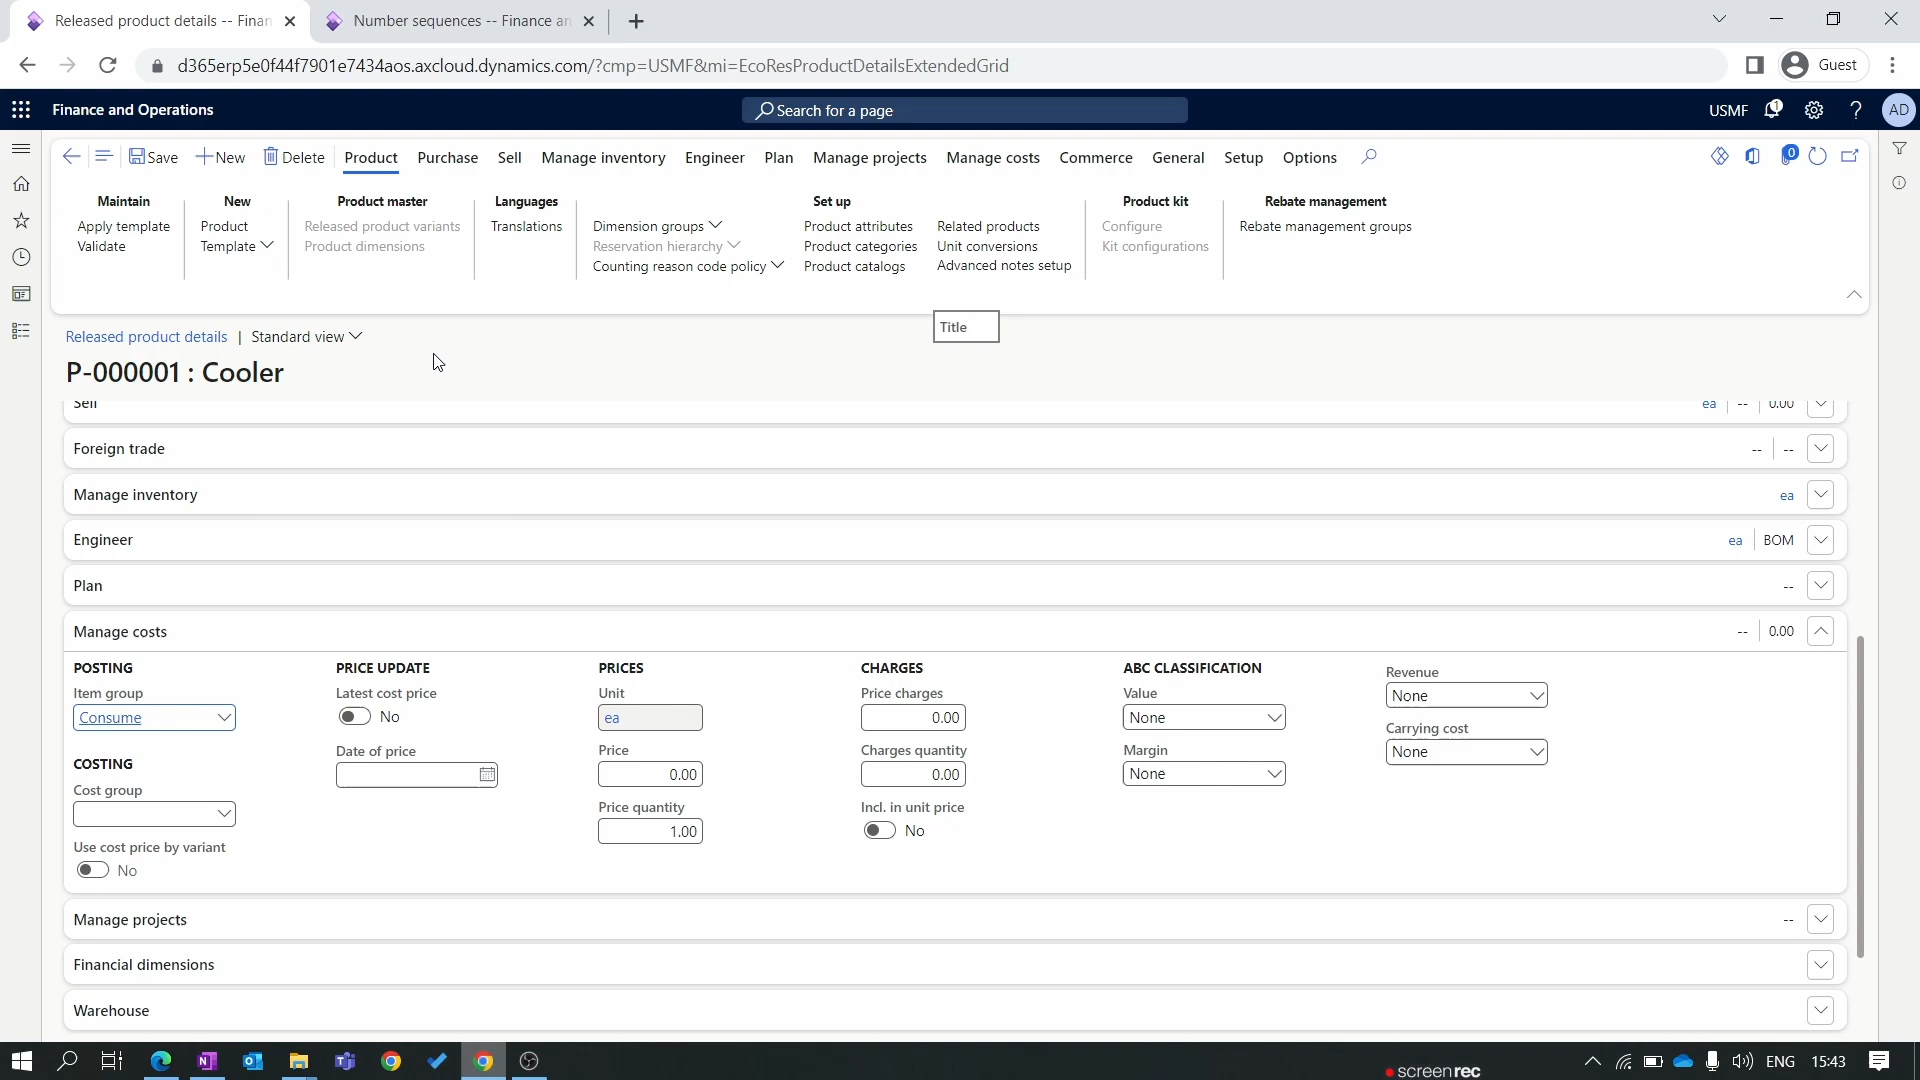 Released product details -- Finan
Number sequences -- Finance an
d365erp5e0f44f7901e7434aos.axcloud.dynamics.com/?cmp=USMF&mi=EcoResProductDetailsExtendedGrid
Guest
Finance and Operations
Search for a page
USMF
1
?
AD
Save
New
Delete
Product
Purchase
Sell
Manage inventory
Engineer
Plan
Manage projects
Manage costs
Commerce
General
Setup
Options
0
Maintain
Apply template
Validate
New
Product
Template
Product master
Released product variants
Product dimensions
Languages
Translations
Set up
Dimension groups
Reservation hierarchy
Counting reason code policy
Product attributes
Product categories
Product catalogs
Related products
Unit conversions
Advanced notes setup
Product kit
Configure
Kit configurations
Rebate management
Rebate management groups
Title
Released product details | Standard view
P-000001 : Cooler
Sell
ea -- 0.00
Foreign trade
-- --
Manage inventory
ea
Engineer
ea BOM
Plan
--
Manage costs
-- 0.00
POSTING
Item group
Consume
COSTING
Cost group
Use cost price by variant
No
PRICE UPDATE
Latest cost price
No
Date of price
PRICES
Unit
ea
Price
0.00
Price quantity
1.00
CHARGES
Price charges
0.00
Charges quantity
0.00
Incl. in unit price
No
ABC CLASSIFICATION
Value
None
Margin
None
Revenue
None
Carrying cost
None
Manage projects
--
Financial dimensions
Warehouse
screenrec
ENG
15:43